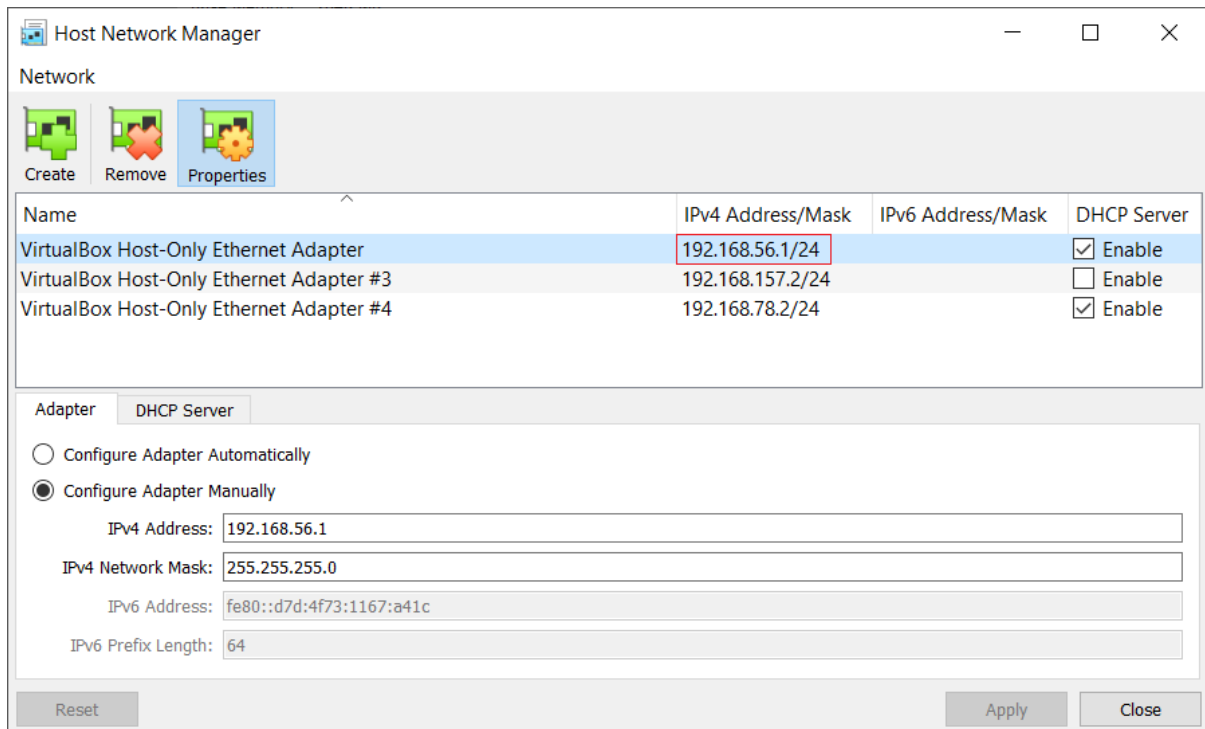 Host Network Manager
Network
Create Remove Properties
Name IPv4 Address/Mask IPv6 Address/Mask DHCP Server
VirtualBox Host-Only Ethernet Adapter 192.168.56.1/24 Enable
VirtualBox Host-Only Ethernet Adapter #3 192.168.157.2/24 Enable
VirtualBox Host-Only Ethernet Adapter #4 192.168.78.2/24 Enable
Adapter DHCP Server
Configure Adapter Automatically
Configure Adapter Manually
IPv4 Address: 192.168.56.1
IPv4 Network Mask: 255.255.255.0
IPv6 Address: fe80::d7d:4f73:1167:a41c
IPv6 Prefix Length: 64
Reset Apply Close